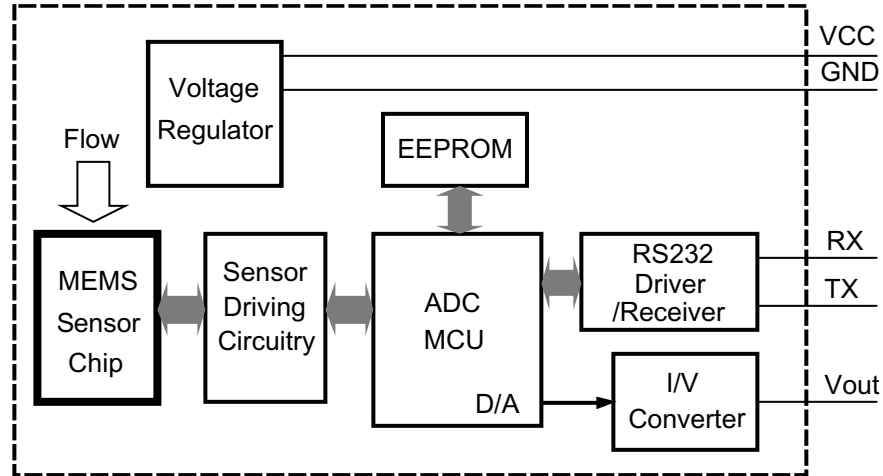 VCC
GND
Voltage
Regulator
Flow
EEPROM
MEMS
Sensor
Chip
Sensor
Driving
Circuitry
ADC
MCU
D/A
RS232
Driver
/Receiver
RX
TX
I/V
Converter
Vout